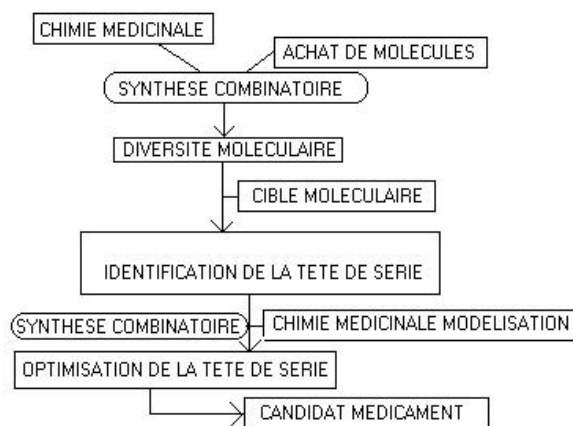 CHIMIE MEDICINALE
ACHAT DE MOLECULES
SYNTHESE COMBINATOIRE
DIVERSITE MOLECULAIRE
CIBLE MOLECULAIRE
IDENTIFICATION DE LA TETE DE SERIE
SYNTHESE COMBINATOIRE
CHIMIE MEDICINALE MODELISATION
OPTIMISATION DE LA TETE DE SERIE
CANDIDAT MEDICAMENT